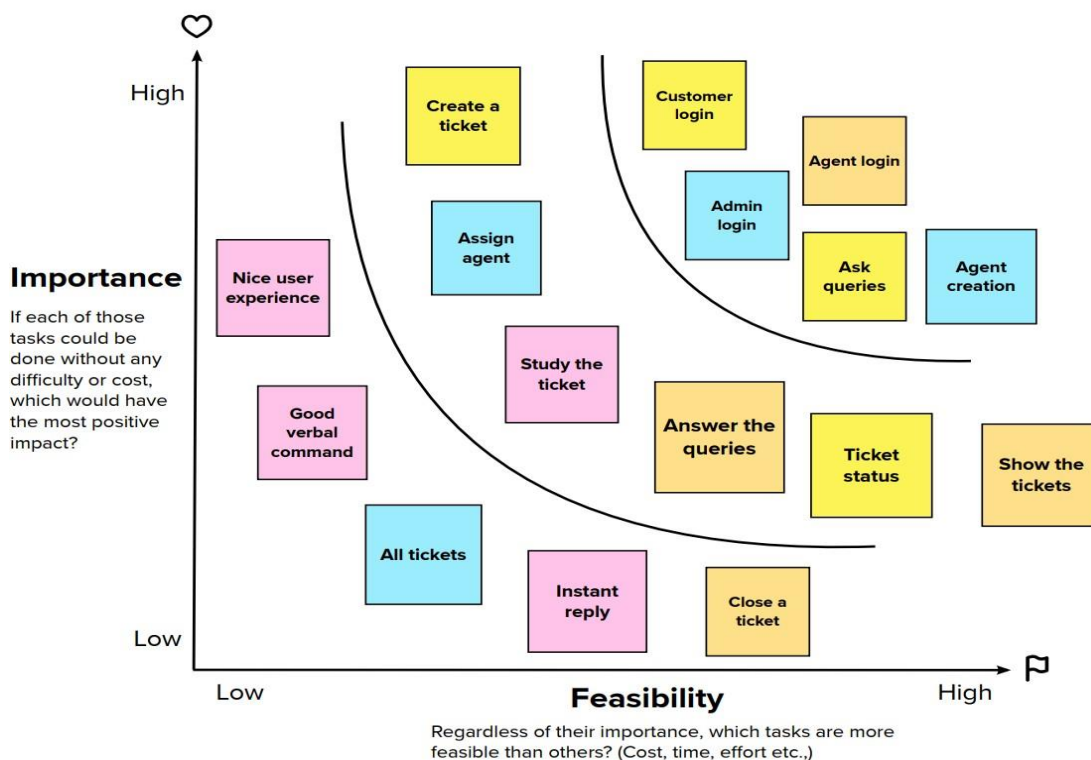 High
Create a
ticket
Customer
login
Agent login
Admin
login
Assign
agent
Ask
queries
Agent
creation
Nice user
experience
Importance
If each of those
tasks could be
done without any
difficulty or cost,
which would have
the most positive
impact?
Study the
ticket
Good
verbal
command
Answer the
queries
Ticket
status
Show the
tickets
All tickets
Instant
reply
Close a
ticket
Low
Low
Feasibility
High
Regardless of their importance, which tasks are more
feasible than others? (Cost, time, effort etc.,)